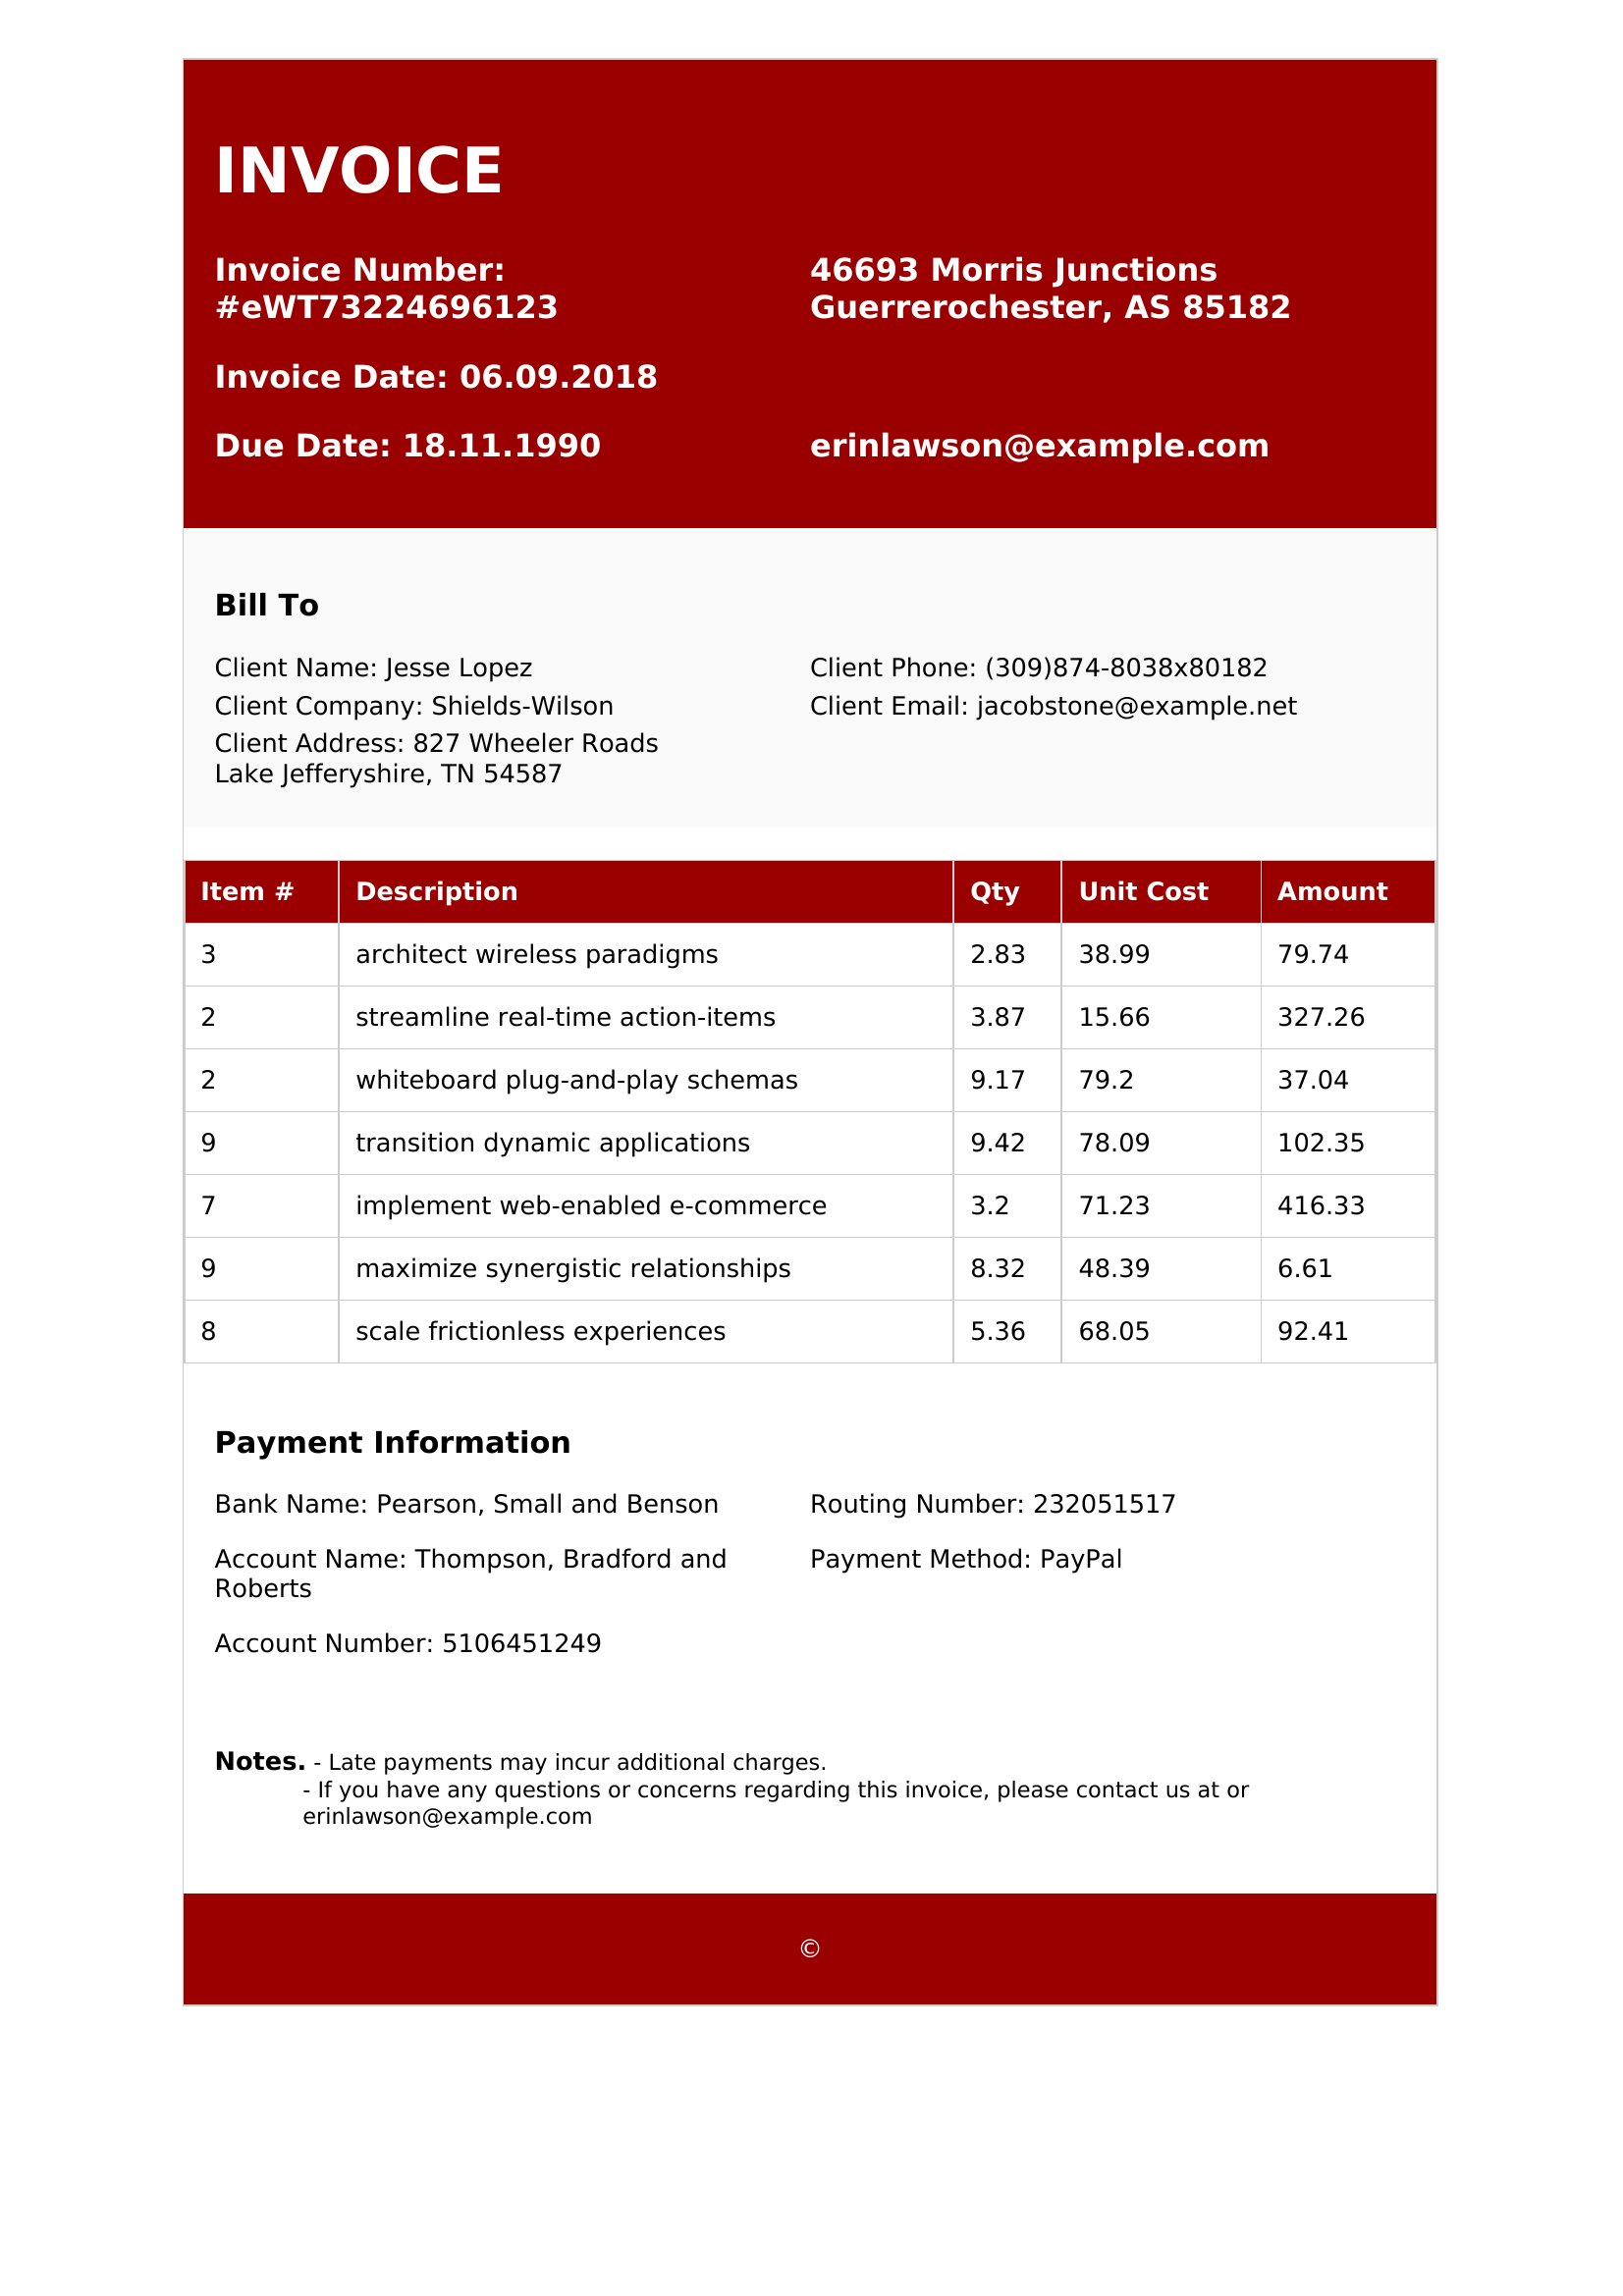 INVOICE
Invoice Number:
#eWT73224696123
46693 Morris Junctions
Guerrerochester, AS 85182
Invoice Date: 06.09.2018
Due Date: 18.11.1990
erinlawson@example.com
Bill To
Client Name: Jesse Lopez
Client Phone: (309)874-8038x80182
Client Company: Shields-Wilson
Client Email: jacobstone@example.net
Client Address: 827 Wheeler Roads
Lake Jefferyshire, TN 54587
Item # Description Qty Unit Cost Amount
3 architect wireless paradigms 2.83 38.99 79.74
2 streamline real-time action-items 3.87 15.66 327.26
2 whiteboard plug-and-play schemas 9.17 79.2 37.04
9 transition dynamic applications 9.42 78.09 102.35
7 implement web-enabled e-commerce 3.2 71.23 416.33
9 maximize synergistic relationships 8.32 48.39 6.61
8 scale frictionless experiences 5.36 68.05 92.41
Payment Information
Bank Name: Pearson, Small and Benson
Routing Number: 232051517
Account Name: Thompson, Bradford and
Roberts
Payment Method: PayPal
Account Number: 5106451249
Notes. - Late payments may incur additional charges.
- If you have any questions or concerns regarding this invoice, please contact us at or
erinlawson@example.com
©